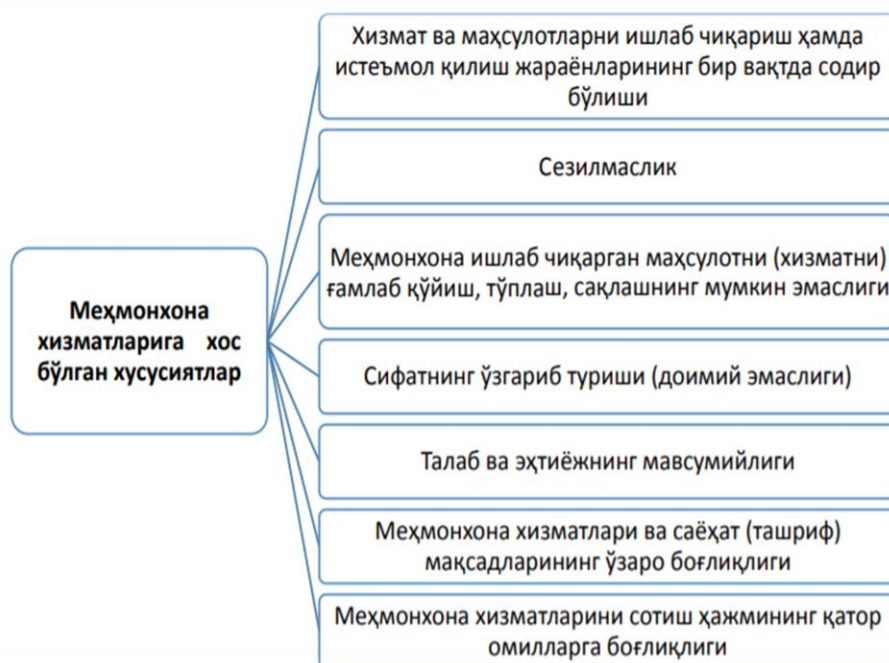 Хизмат ва маҳсулотларни ишлаб чиқариш ҳамда
истеъмол қилиш жараёнларининг бир вақтда содир
бўлиши
Сезилмаслик
Меҳмонхона ишлаб чиқарган маҳсулотни (хизматни)
ғамлаб қўйиш, тўплаш, сақлашнинг мумкин эмаслиги
Меҳмонхона
хизматларига хос
бўлган хусусиятлар
Сифатнинг ўзгариб туриши (доимий эмаслиги)
Талаб ва эҳтиёжнинг мавсумийлиги
Меҳмонхона хизматлари ва саёҳат (ташриф)
мақсадларининг ўзаро боғлиқлиги
Меҳмонхона хизматларини сотиш ҳажмининг қатор
омилларга боғлиқлиги